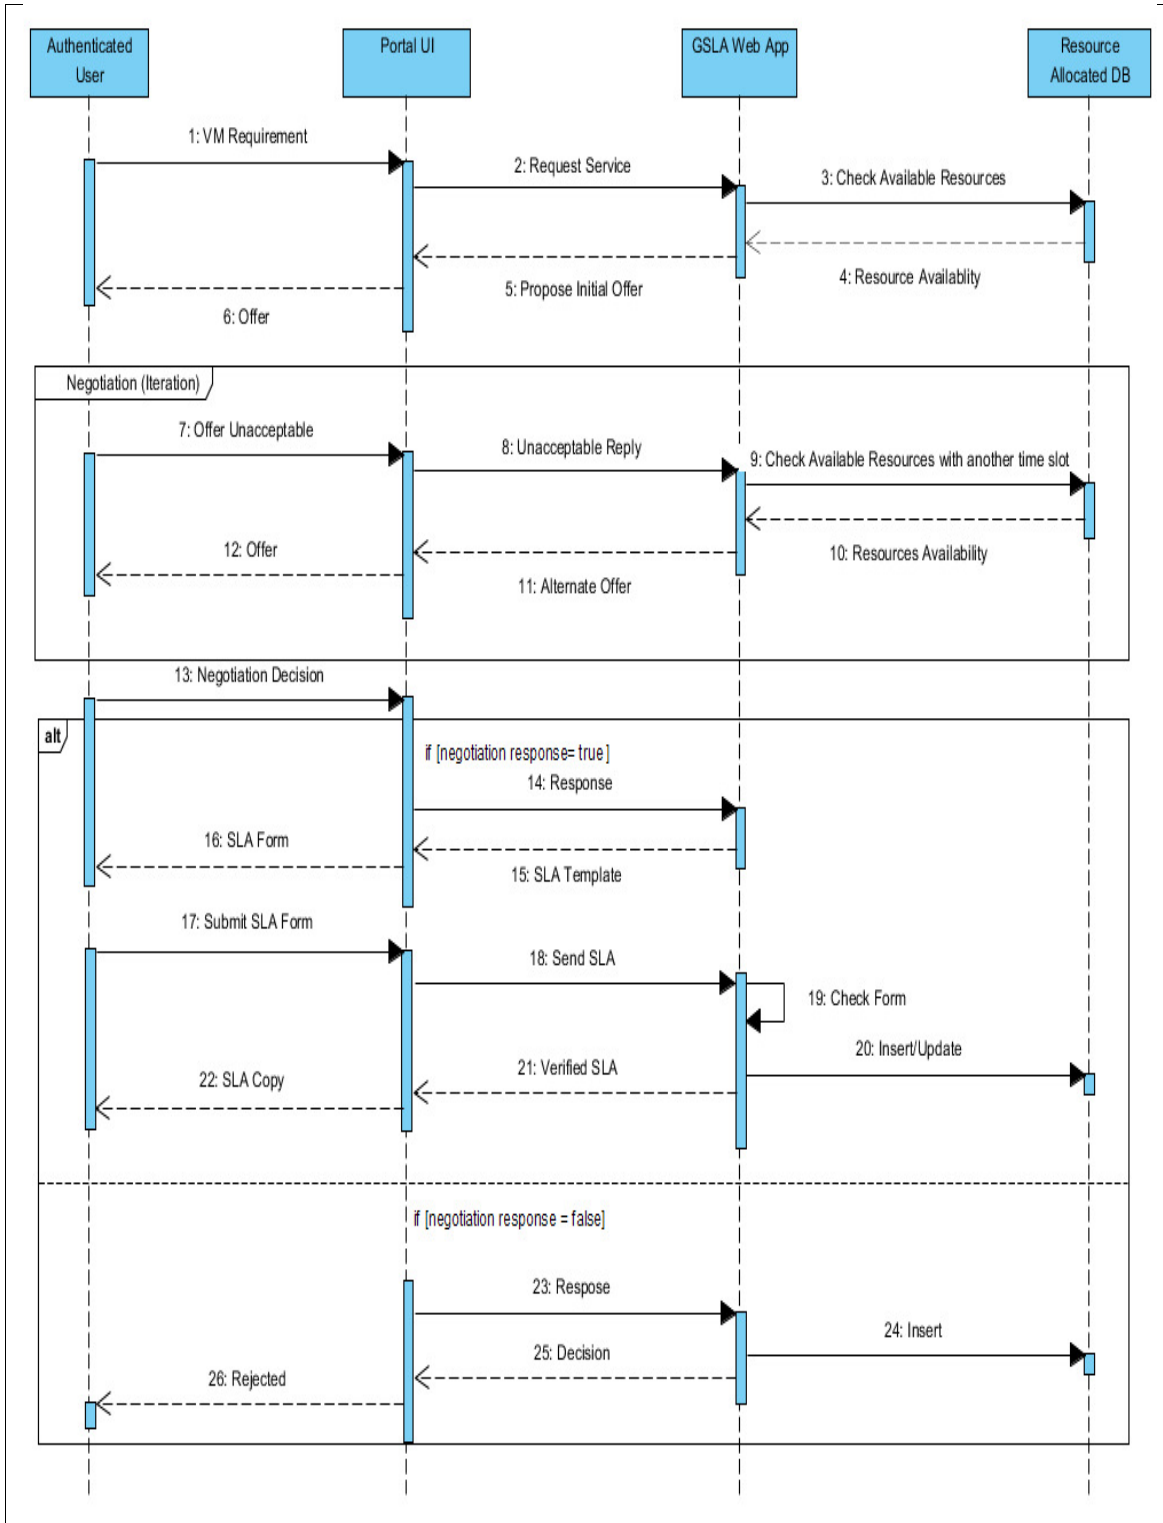 Authenticated
User
Portal UI
GSLA Web App
Resource
Allocated DB
1: VM Requirement
2: Request Service
3: Check Available Resources
4: Resource Availablity
5: Propose Initial Offer
6: Offer
Negotiation (Iteration)
7: Offer Unacceptable
8: Unacceptable Reply
9: Check Available Resources with another time slot
10: Resources Availability
11: Alternate Offer
12: Offer
13: Negotiation Decision
alt
if [negotiation response= true ]
14: Response
15: SLA Template
16: SLA Form
17: Submit SLA Form
18: Send SLA
19: Check Form
20: Insert/Update
21: Verified SLA
22: SLA Copy
if [negotiation response = false]
23: Respose
24: Insert
25: Decision
26: Rejected